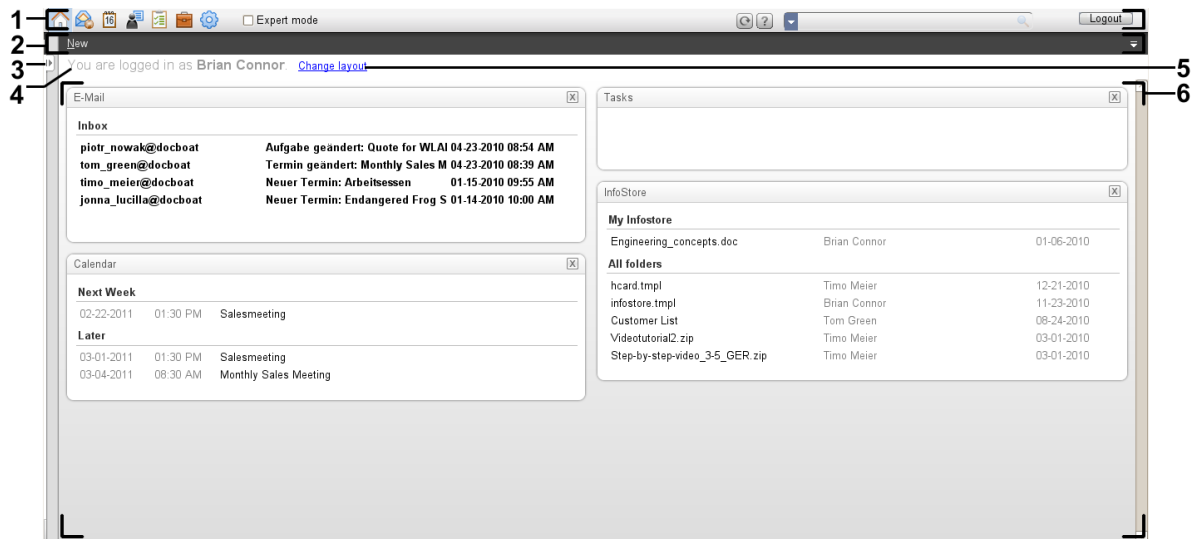 1
16
Expert mode
?
Logout
2
New
3
You are logged in as Brian Connor. Change layout
5
4
6
E-Mail
X
Inbox
piotr_nowak@docboat Aufgabe geändert: Quote for WLAI 04-23-2010 08:54 AM
tom_green@docboat Termin geändert: Monthly Sales M 04-23-2010 08:39 AM
timo_meier@docboat Neuer Termin: Arbeitsessen 01-15-2010 09:55 AM
jonna_lucilla@docboat Neuer Termin: Endangered Frog S 01-14-2010 10:00 AM
Calendar
X
Next Week
02-22-2011 01:30 PM Salesmeeting
Later
03-01-2011 01:30 PM Salesmeeting
03-04-2011 08:30 AM Monthly Sales Meeting
Tasks
X
InfoStore
X
My Infostore
Engineering_concepts.doc Brian Connor 01-06-2010
All folders
hcard.tmpl Timo Meier 12-21-2010
infostore.tmpl Brian Connor 11-23-2010
Customer List Tom Green 08-24-2010
Videotutorial2.zip Timo Meier 03-01-2010
Step-by-step-video_3-5_GER.zip Timo Meier 03-01-2010